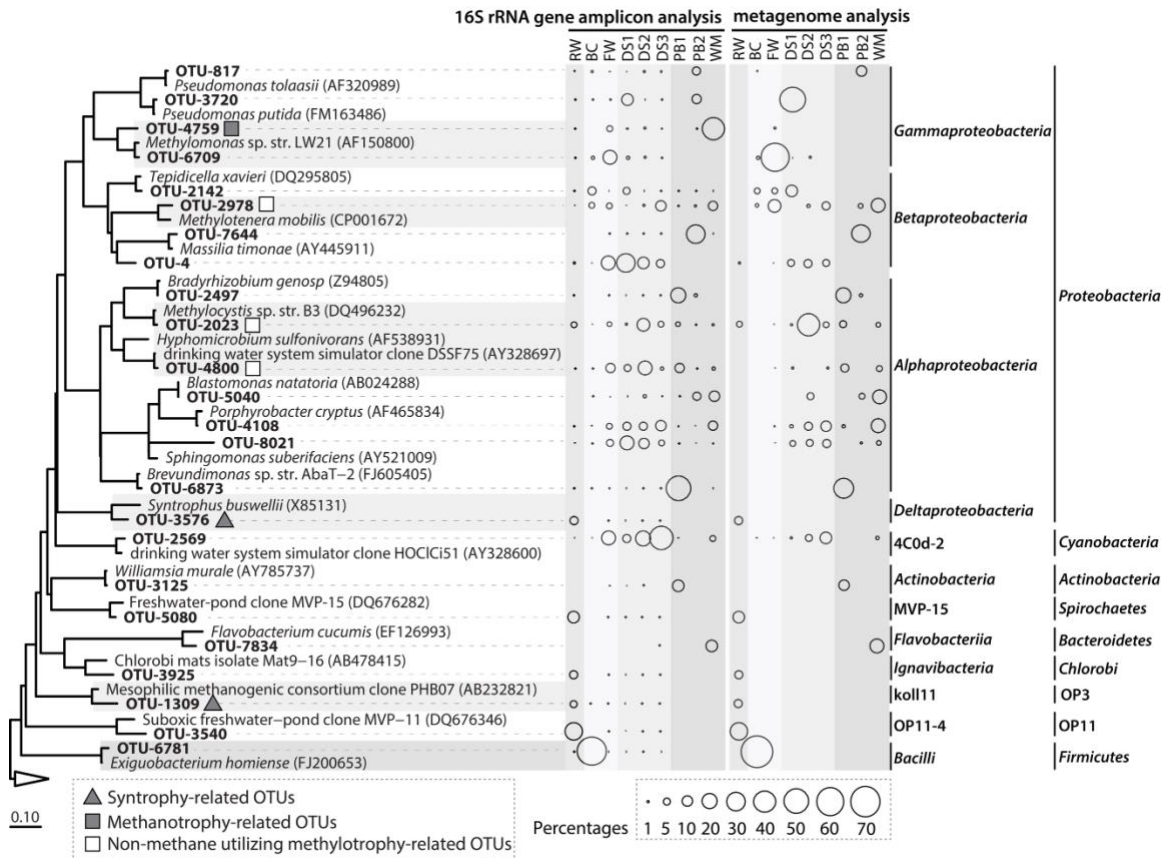 16S rRNA gene amplicon analysis metagenome analysis
RW BC FW DS1 DS2 DS3 PB1 PB2 WM RW BC FW DS1 DS2 DS3 PB1 PB2 WM
OTU-817
Pseudomonas tolaasii (AF320989)
OTU-3720
Pseudomonas putida (FM163486)
OTU-4759
Methylomonas sp. str. LW21 (AF150800)
OTU-6709
Gammaproteobacteria
Tepidicella xavieri (DQ295805)
OTU-2142
OTU-2978
Methylotenera mobilis (CP001672)
OTU-7644
Massilia timonae (AY445911)
OTU-4
Betaproteobacteria
Bradyrhizobium genosp (Z94805)
OTU-2497
Methylocystis sp. str. B3 (DQ496232)
OTU-2023
Hyphomicrobium sulfonivorans (AF538931)
drinking water system simulator clone DSSF75 (AY328697)
OTU-4800
Blastomonas natatoria (AB024288)
OTU-5040
Porphyrobacter cryptus (AF465834)
OTU-4108
OTU-8021
Sphingomonas suberifaciens (AY521009)
Brevundimonas sp. str. AbaT−2 (FJ605405)
OTU-6873
Alphaproteobacteria
Syntrophus buswellii (X85131)
OTU-3576
Deltaproteobacteria
Proteobacteria
OTU-2569
drinking water system simulator clone HOClCi51 (AY328600)
4C0d-2 Cyanobacteria
Williamsia murale (AY785737)
OTU-3125
Actinobacteria Actinobacteria
Freshwater-pond clone MVP-15 (DQ676282)
OTU-5080
MVP-15 Spirochaetes
Flavobacterium cucumis (EF126993)
OTU-7834
Flavobacteriia Bacteroidetes
Chlorobi mats isolate Mat9−16 (AB478415)
OTU-3925
Ignavibacteria Chlorobi
Mesophilic methanogenic consortium clone PHB07 (AB232821)
OTU-1309
koll11 OP3
Suboxic freshwater−pond clone MVP−11 (DQ676346)
OTU-3540
OP11-4 OP11
OTU-6781
Exiguobacterium homiense (FJ200653)
Bacilli Firmicutes
0.10
Syntrophy-related OTUs
Methanotrophy-related OTUs
Non-methane utilizing methylotrophy-related OTUs
Percentages 1 5 10 20 30 40 50 60 70